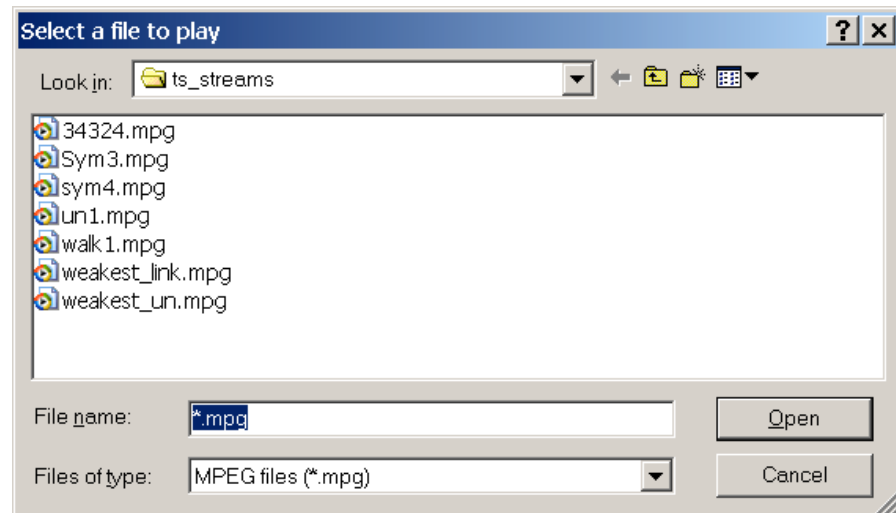 Select a file to play
Look in: ts_streams
34324.mpg
Sym3.mpg
sym4.mpg
un1.mpg
walk1.mpg
weakest_link.mpg
weakest_un.mpg
File name: *.mpg Open
Files of type: MPEG files (*.mpg) Cancel